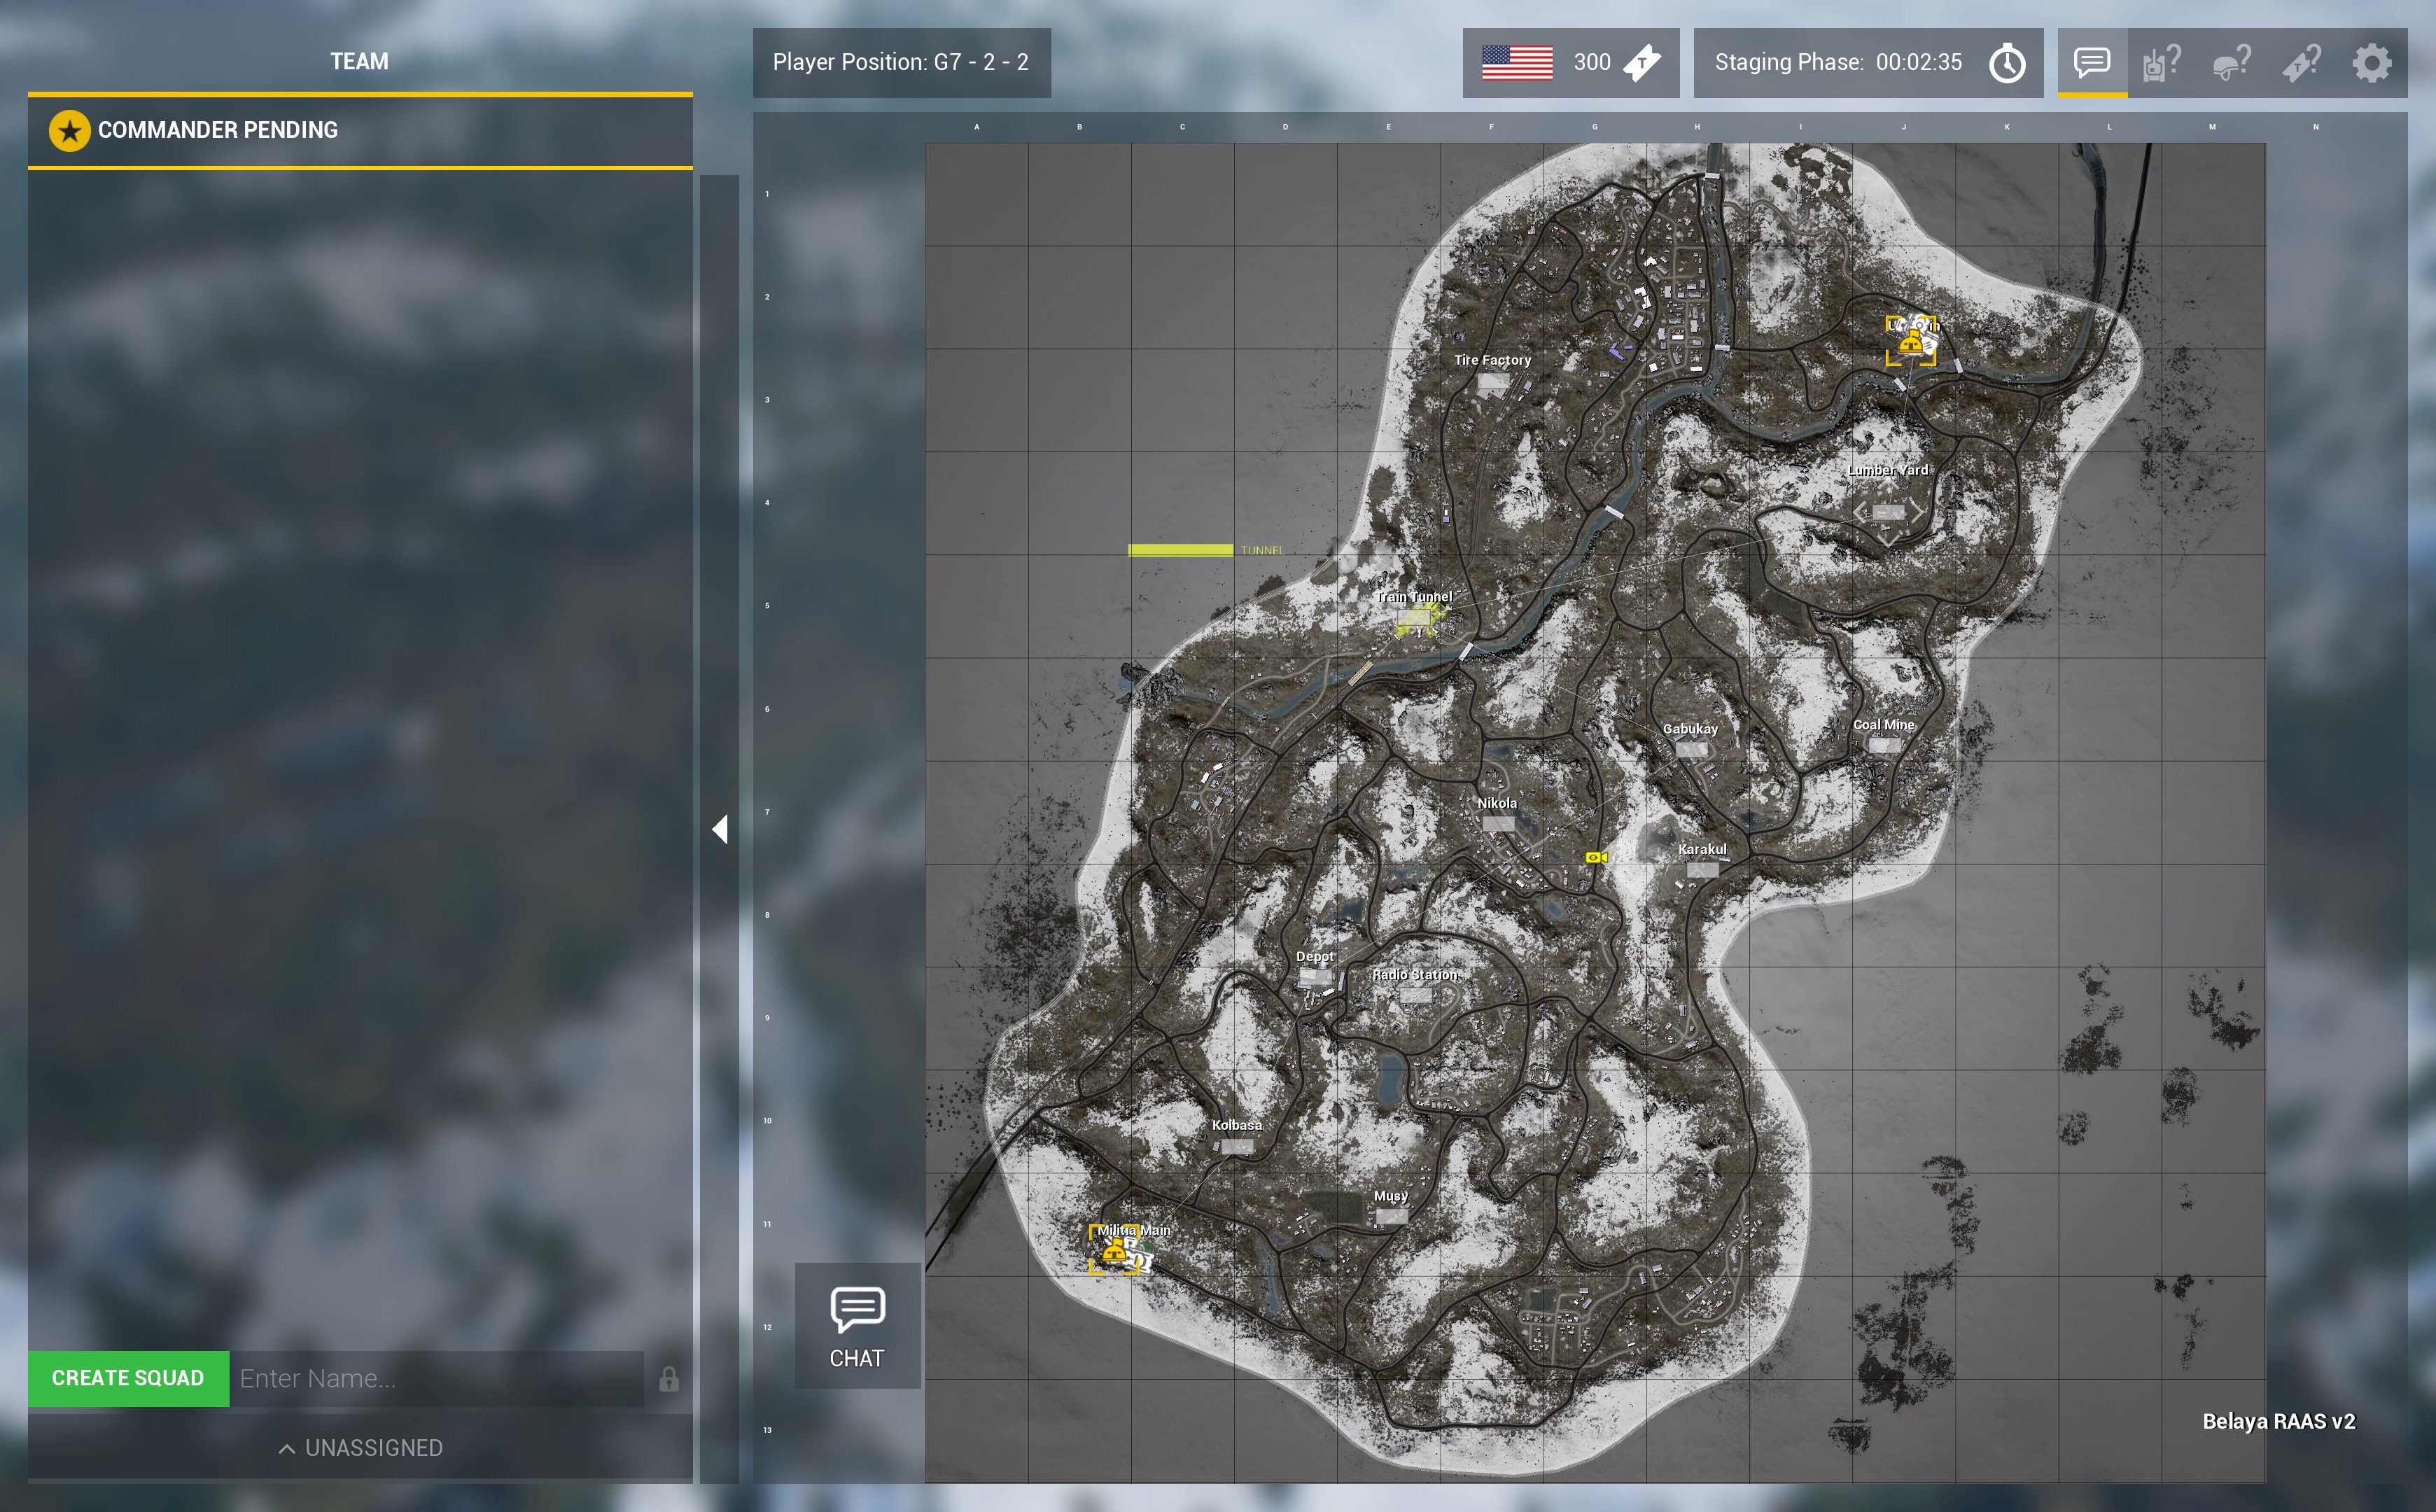 TEAM
COMMANDER PENDING
Player Position: G7 - 2 - 2
300
T
Staging Phase: 00:02:35
A B C D E F G H I J K L M N
1
2
3
4
5
6
7
8
9
10
11
12
13
Tire Factory
Lumber Yard
TUNNEL
Train Tunnel
Gabukay
Coal Mine
Nikola
Karakul
Depot
Radio Station
Kolbasa
Musy
Militia Main
CHAT
CREATE SQUAD
Enter Name...
UNASSIGNED
Belaya RAAS v2